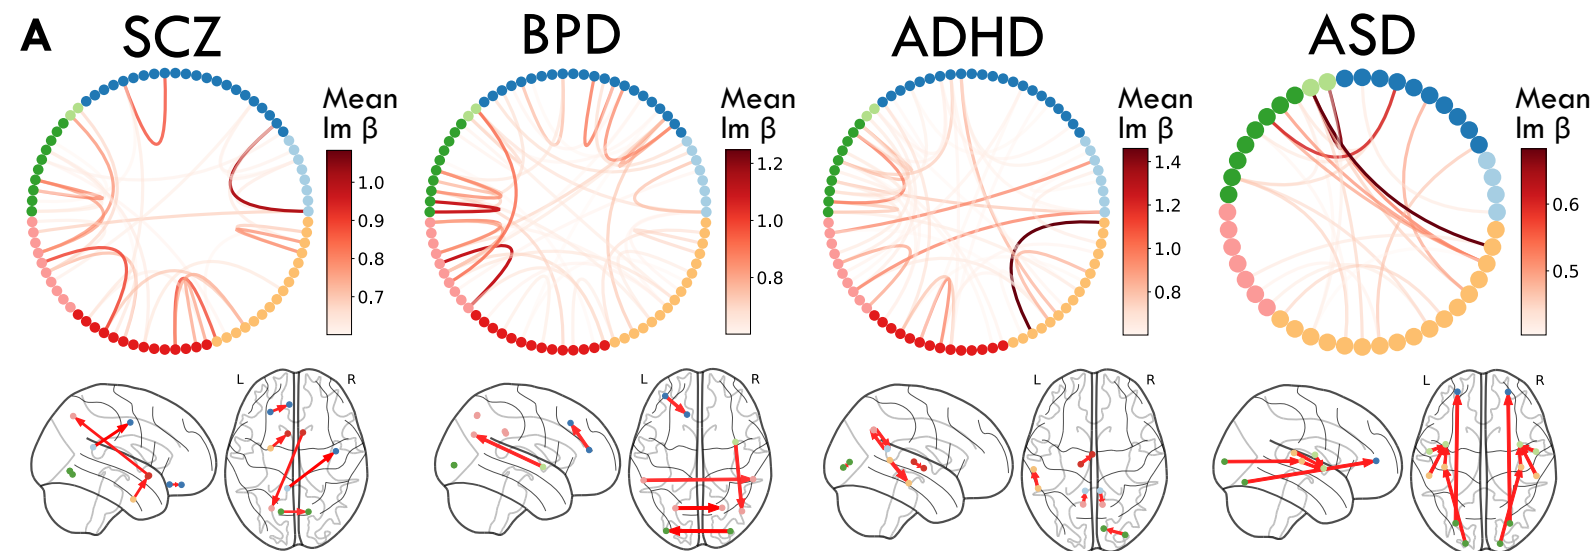 A SCZ BPD ADHD ASD
Mean Im β
1.0
0.9
0.8
0.7
Mean Im β
1.2
1.0
0.8
Mean Im β
1.4
1.2
1.0
0.8
Mean Im β
0.6
0.5
L R
L R
L R
L R